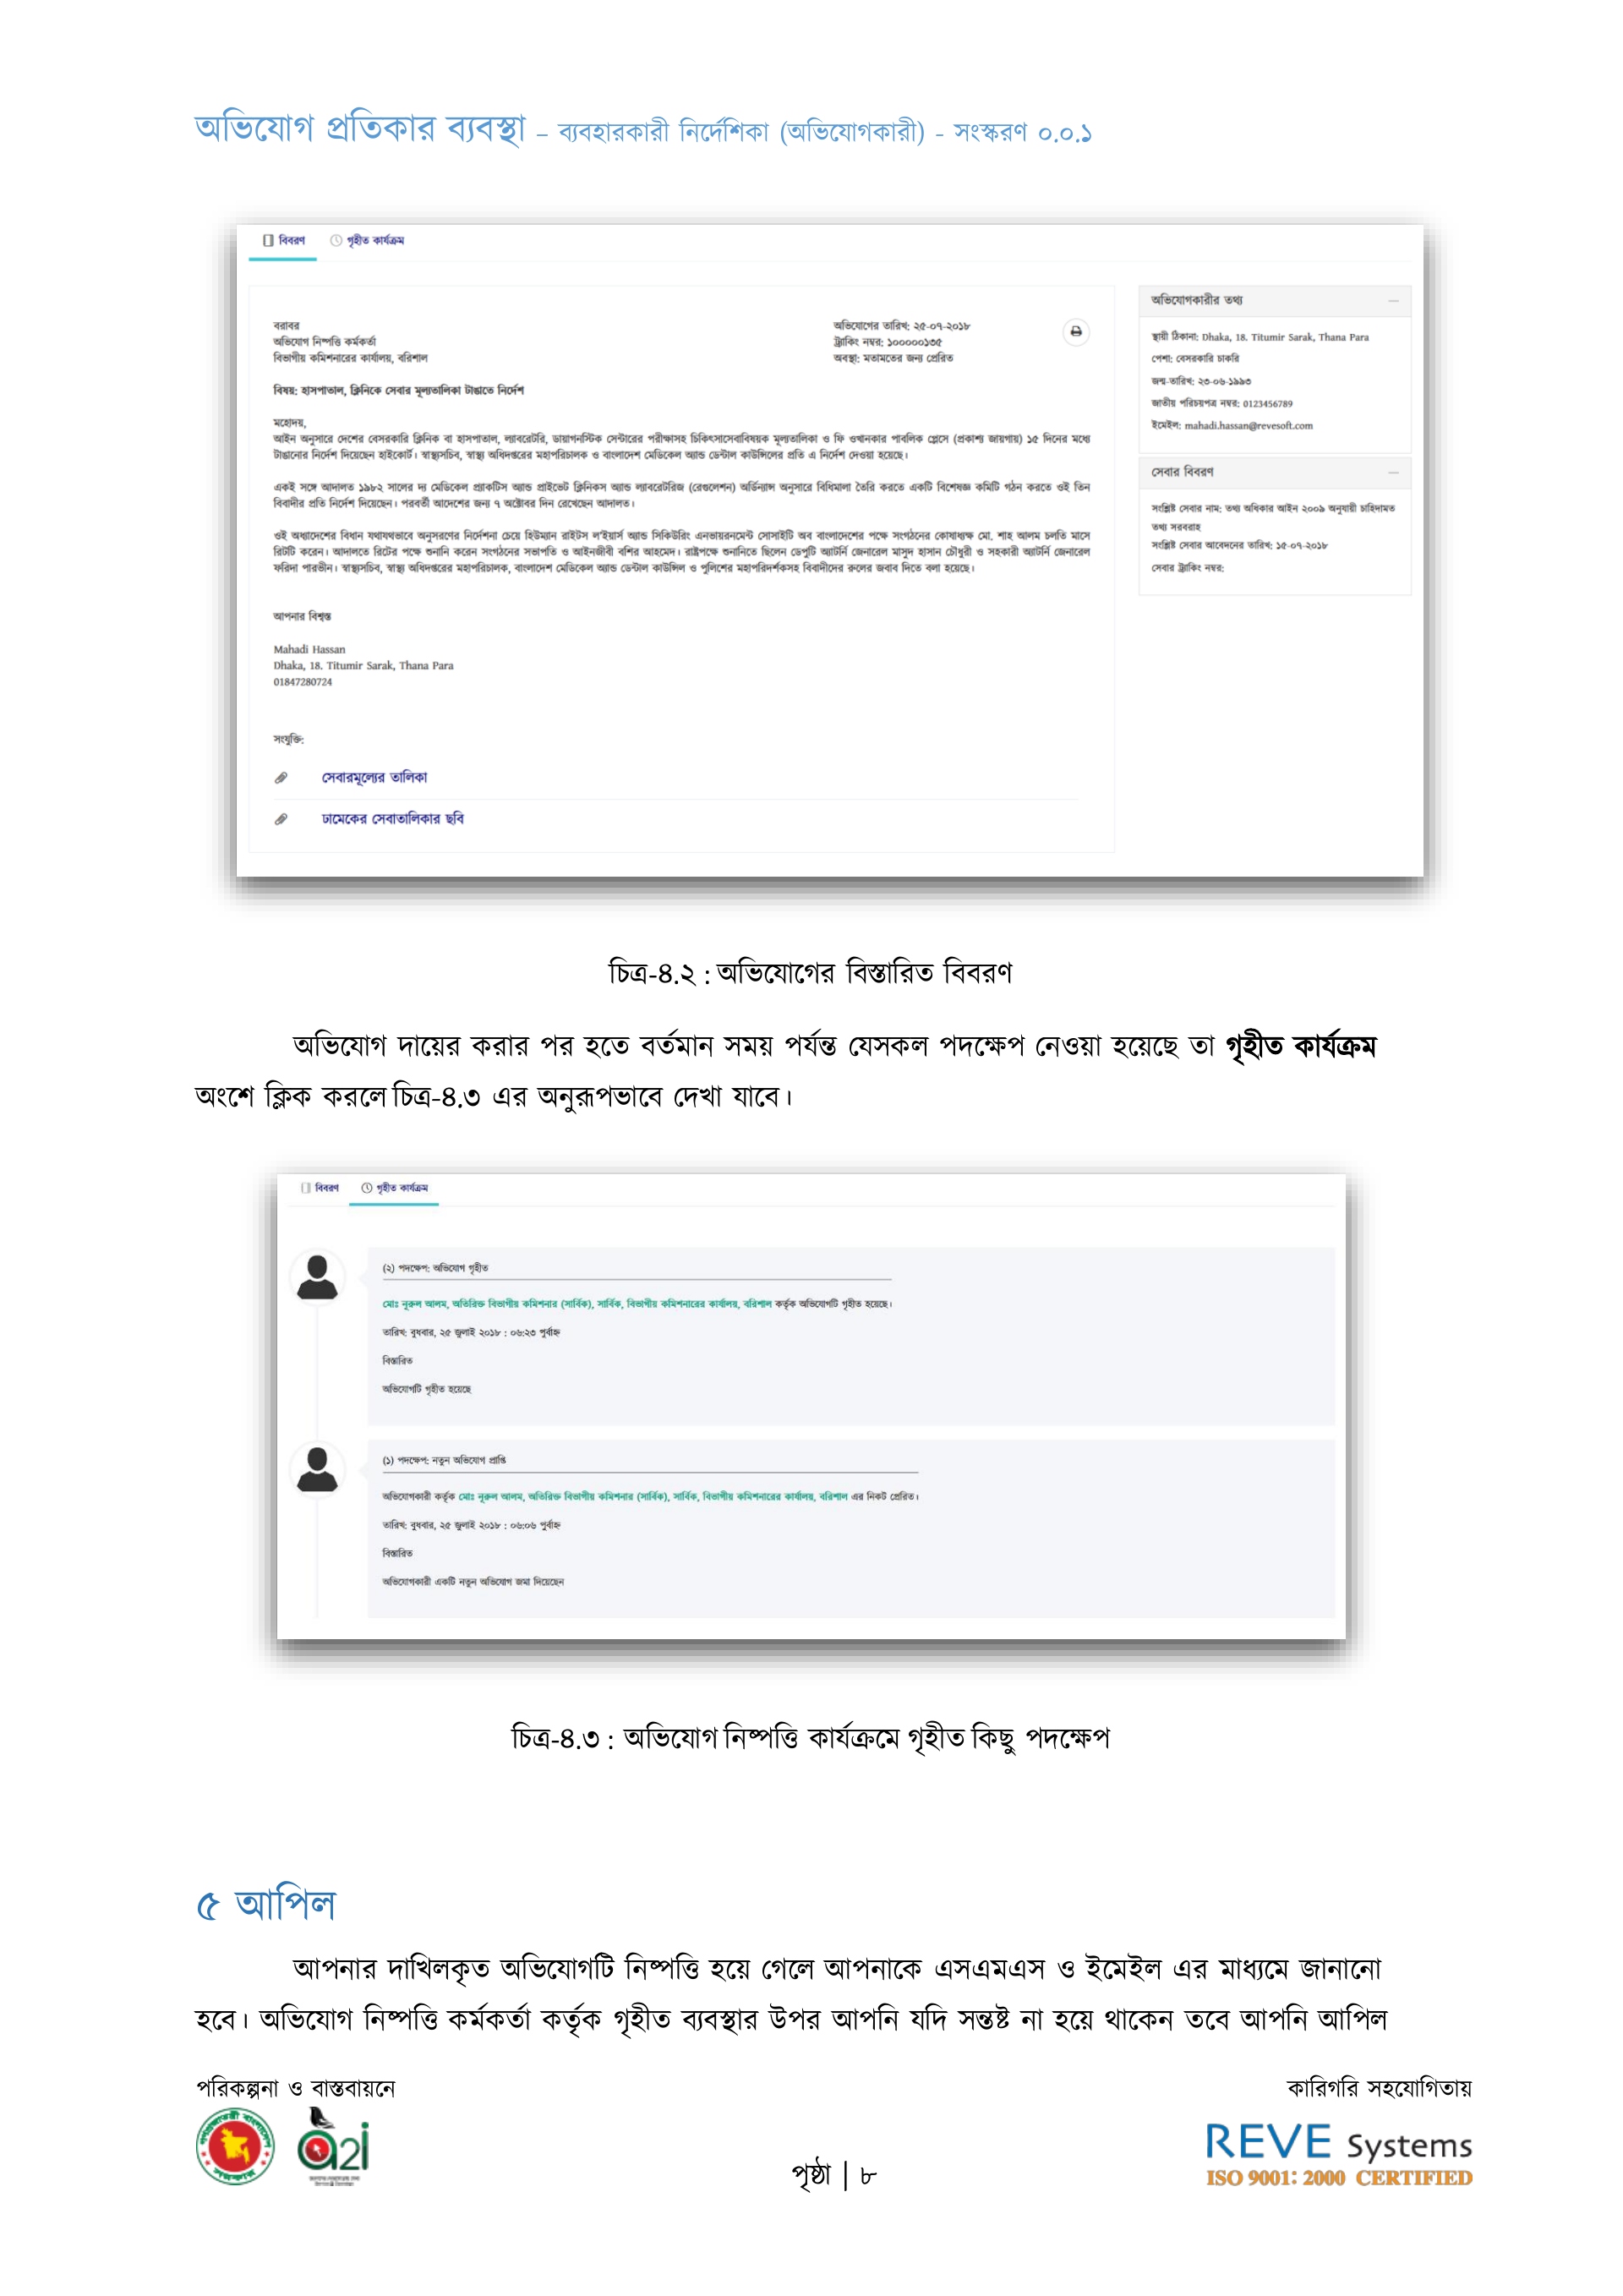 অভিযোগ প্রতিকার ব্যবস্থা – ব্যবহারকারী নির্দেশিকা (অভিযোগকারী) - সংস্করণ ০.০.১
বিবরণ গৃহীত কার্যক্রম
বরাবর
অভিযোগ নিষ্পত্তি কর্মকর্তা
বিভাগীয় কমিশনারের কার্যালয়, বরিশাল
অভিযোগের তারিখ: ২৫-০৭-২০১৮
ট্র্যাকিং নম্বর: ১০০০০০১৩৫
অবস্থা: মতামতের জন্য প্রেরিত
বিষয়: হাসপাতাল, ক্লিনিকে সেবার মূল্যতালিকা টাঙাতে নির্দেশ
মহোদয়,
আইন অনুসারে দেশের বেসরকারি ক্লিনিক বা হাসপাতাল, ল্যাবরেটরি, ডায়াগনস্টিক সেন্টারের পরীক্ষাসহ চিকিৎসাসেবাবিষয়ক মূল্যতালিকা ও ফি ওখানকার পাবলিক প্লেসে (প্রকাশ্য জায়গায়) ১৫ দিনের মধ্যে
টাঙানোর নির্দেশ দিয়েছেন হাইকোর্ট। স্বাস্থ্যসচিব, স্বাস্থ্য অধিদপ্তরের মহাপরিচালক ও বাংলাদেশ মেডিকেল অ্যান্ড ডেন্টাল কাউন্সিলের প্রতি এ নির্দেশ দেওয়া হয়েছে।
একই সঙ্গে আদালত ১৯৮২ সালের দ্য মেডিকেল প্র্যাকটিস অ্যান্ড প্রাইভেট ক্লিনিকস অ্যান্ড ল্যাবরেটরিজ (রেগুলেশন) অর্ডিন্যান্স অনুসারে বিধিমালা তৈরি করতে একটি বিশেষজ্ঞ কমিটি গঠন করতে ওই তিন
বিবাদীর প্রতি নির্দেশ দিয়েছেন। পরবর্তী আদেশের জন্য ৭ অক্টোবর দিন রেখেছেন আদালত।
ওই অধ্যাদেশের বিধান যথাযথভাবে অনুসরণের নির্দেশনা চেয়ে হিউম্যান রাইটস ল'ইয়ার্স অ্যান্ড সিকিউরিং এনভায়রনমেন্ট সোসাইটি অব বাংলাদেশের পক্ষে সংগঠনের কোষাধ্যক্ষ মো. শাহ আলম চলতি মাসে
রিটটি করেন। আদালতে রিটের পক্ষে শুনানি করেন সংগঠনের সভাপতি ও আইনজীবী বশির আহমেদ। রাষ্ট্রপক্ষে শুনানিতে ছিলেন ডেপুটি অ্যাটর্নি জেনারেল মাসুদ হাসান চৌধুরী ও সহকারী অ্যাটর্নি জেনারেল
ফরিদা পারভীন। স্বাস্থ্যসচিব, স্বাস্থ্য অধিদপ্তরের মহাপরিচালক, বাংলাদেশ মেডিকেল অ্যান্ড ডেন্টাল কাউন্সিল ও পুলিশের মহাপরিদর্শকসহ বিবাদীদের রুলের জবাব দিতে বলা হয়েছে।
আপনার বিশ্বস্ত
Mahadi Hassan
Dhaka, 18. Titumir Sarak, Thana Para
01847280724
সংযুক্তি:
সেবারমূল্যের তালিকা
ঢামেকের সেবাতালিকার ছবি
অভিযোগকারীর তথ্য
স্থায়ী ঠিকানা: Dhaka, 18. Titumir Sarak, Thana Para
পেশা: বেসরকারি চাকরি
জন্ম-তারিখ: ২৩-০৬-১৯৯৩
জাতীয় পরিচয়পত্র নম্বর: 0123456789
ইমেইল: mahadi.hassan@revesoft.com
সেবার বিবরণ
সংশ্লিষ্ট সেবার নাম: তথ্য অধিকার আইন ২০০৯ অনুযায়ী চাহিদামত
তথ্য সরবরাহ
সংশ্লিষ্ট সেবার আবেদনের তারিখ: ১৫-০৭-২০১৮
সেবার ট্র্যাকিং নম্বর:
চিত্র-৪.২ : অভিযোগের বিস্তারিত বিবরণ
অভিযোগ দায়ের করার পর হতে বর্তমান সময় পর্যন্ত যেসকল পদক্ষেপ নেওয়া হয়েছে তা গৃহীত কার্যক্রম
অংশে ক্লিক করলে চিত্র-৪.৩ এর অনুরূপভাবে দেখা যাবে।
বিবরণ গৃহীত কার্যক্রম
(২) পদক্ষেপ: অভিযোগ গৃহীত
মোঃ নূরুল আলম, অতিরিক্ত বিভাগীয় কমিশনার (সার্বিক), সার্বিক, বিভাগীয় কমিশনারের কার্যালয়, বরিশাল কর্তৃক অভিযোগটি গৃহীত হয়েছে।
তারিখ: বুধবার, ২৫ জুলাই ২০১৮ : ০৬:২৩ পূর্বাহ্ন
বিস্তারিত
অভিযোগটি গৃহীত হয়েছে
(১) পদক্ষেপ: নতুন অভিযোগ প্রাপ্তি
অভিযোগকারী কর্তৃক মোঃ নূরুল আলম, অতিরিক্ত বিভাগীয় কমিশনার (সার্বিক), সার্বিক, বিভাগীয় কমিশনারের কার্যালয়, বরিশাল এর নিকট প্রেরিত।
তারিখ: বুধবার, ২৫ জুলাই ২০১৮ : ০৬:০৬ পূর্বাহ্ন
বিস্তারিত
অভিযোগকারী একটি নতুন অভিযোগ জমা দিয়েছেন
চিত্র-৪.৩ : অভিযোগ নিষ্পত্তি কার্যক্রমে গৃহীত কিছু পদক্ষেপ
৫ আপিল
আপনার দাখিলকৃত অভিযোগটি নিষ্পত্তি হয়ে গেলে আপনাকে এসএমএস ও ইমেইল এর মাধ্যমে জানানো
হবে। অভিযোগ নিষ্পত্তি কর্মকর্তা কর্তৃক গৃহীত ব্যবস্থার উপর আপনি যদি সন্তুষ্ট না হয়ে থাকেন তবে আপনি আপিল
পরিকল্পনা ও বাস্তবায়নে
কারিগরি সহযোগিতায়
a2i
REVE Systems
ISO 9001: 2000 CERTIFIED
পৃষ্ঠা | ৮